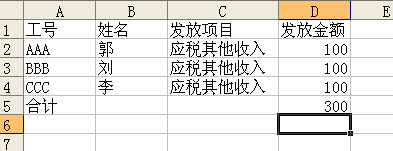 A B C D E
1 工号 姓名 发放项目 发放金额
2 AAA 郭 应税其他收入 100
3 BBB 刘 应税其他收入 100
4 CCC 李 应税其他收入 100
5 合计 300
6
7